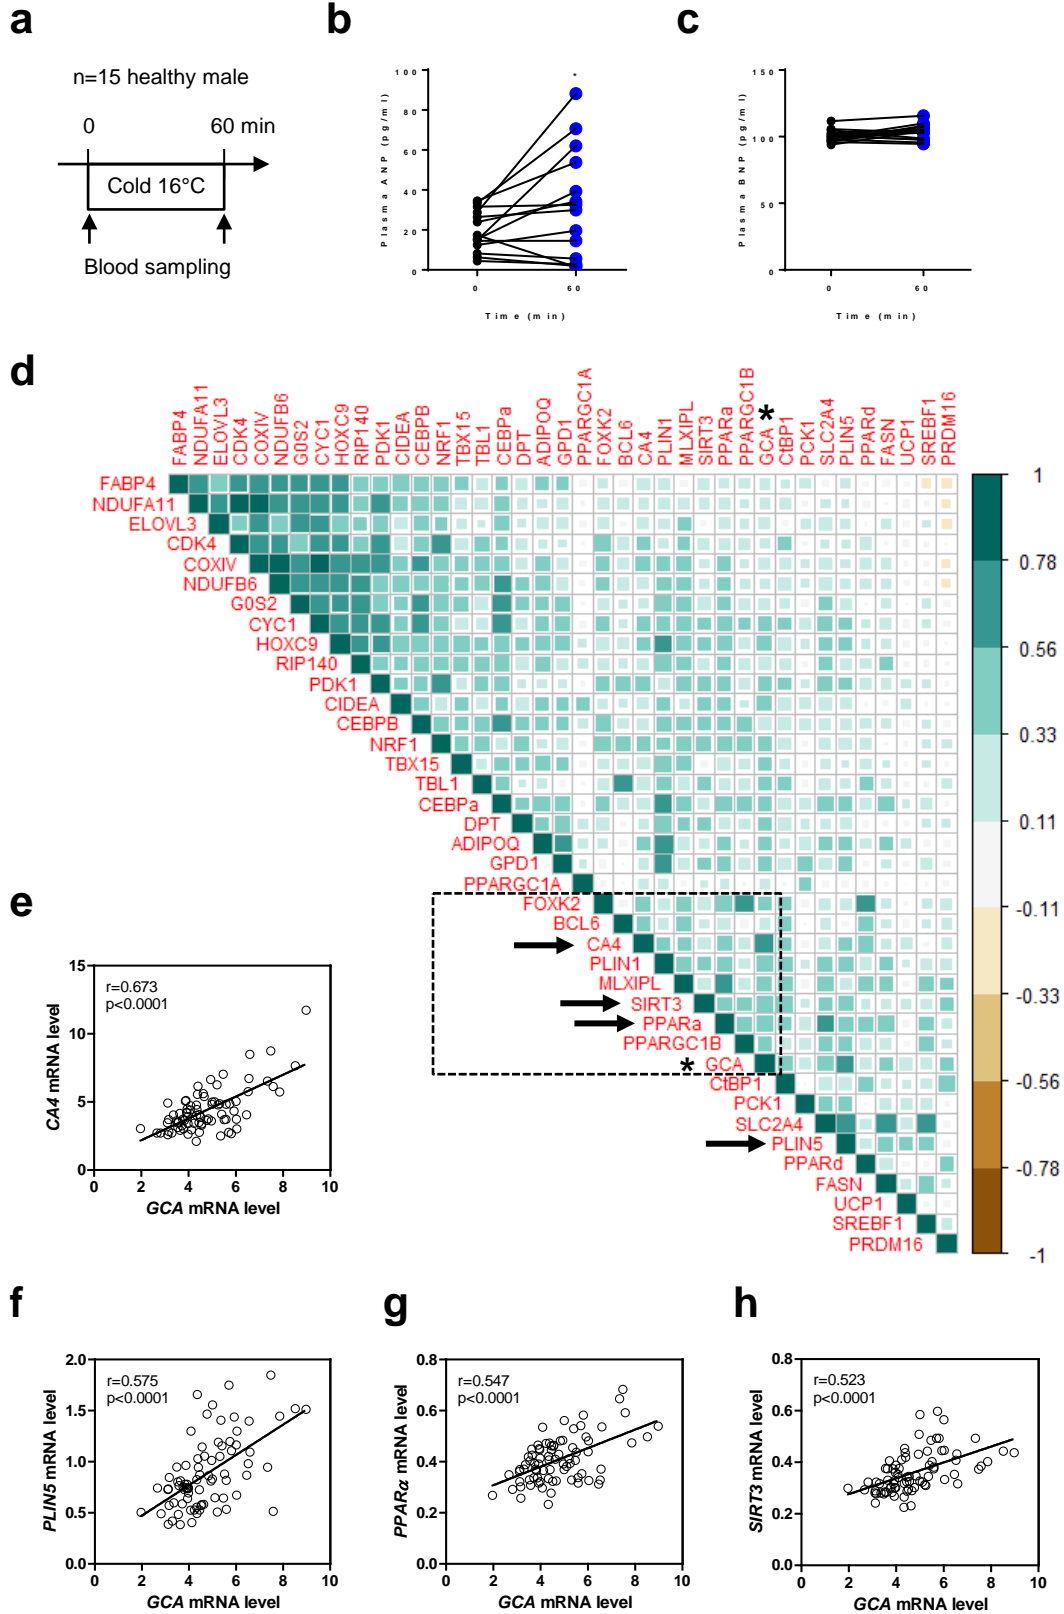 a
n=15 healthy male
0
60 min
Cold 16°C
Blood sampling
b
Plasma ANP (pg/ml)
100
80
60
40
20
0
*
0
60
Time (min)
c
Plasma BNP (pg/ml)
150
100
50
0
0
60
Time (min)
d
FABP4
NDUFA11
ELOVL3
CDK4
COXIV
NDUFB6
G0S2
CYC1
HOXC9
RIP140
PDK1
CIDEA
CEBPB
NRF1
TBX15
TBL1
CEBPa
DPT
ADIPOQ
GPD1
PPARGC1A
FOXK2
BCL6
CA4
PLIN1
MLXIPL
SIRT3
PPARa
PPARGC1B
GCA *
CtBP1
PCK1
SLC2A4
PLIN5
PPARd
FASN
UCP1
SREBF1
PRDM16
FABP4
NDUFA11
ELOVL3
CDK4
COXIV
NDUFB6
G0S2
CYC1
HOXC9
RIP140
PDK1
CIDEA
CEBPB
NRF1
TBX15
TBL1
CEBPa
DPT
ADIPOQ
GPD1
PPARGC1A
FOXK2
BCL6
CA4
PLIN1
MLXIPL
SIRT3
PPARa
PPARGC1B
* GCA
CtBP1
PCK1
SLC2A4
PLIN5
PPARd
FASN
UCP1
SREBF1
PRDM16
1
0.78
0.56
0.33
0.11
-0.11
-0.33
-0.56
-0.78
-1
e
CA4 mRNA level
15
10
5
0
r=0.673
p<0.0001
0 2 4 6 8 10
GCA mRNA level
f
PLIN5 mRNA level
2.0
1.5
1.0
0.5
0.0
r=0.575
p<0.0001
0 2 4 6 8 10
GCA mRNA level
g
PPARα mRNA level
0.8
0.6
0.4
0.2
0.0
r=0.547
p<0.0001
0 2 4 6 8 10
GCA mRNA level
h
SIRT3 mRNA level
0.8
0.6
0.4
0.2
0.0
r=0.523
p<0.0001
0 2 4 6 8 10
GCA mRNA level